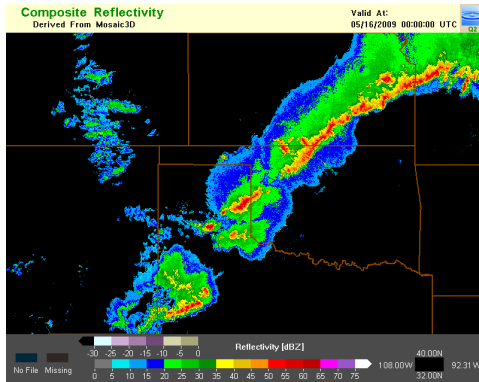 Composite Reflectivity
Derived From Mosaic3D
Valid At:
05/16/2009 00:00:00 UTC
Q2
Reflectivity [dBZ]
-30 -25 -20 -15 -10 -5 0
No File Missing
0 5 10 15 20 25 30 35 40 45 50 55 60 65 70 75
40.00N
108.00W 92.31W
32.00N